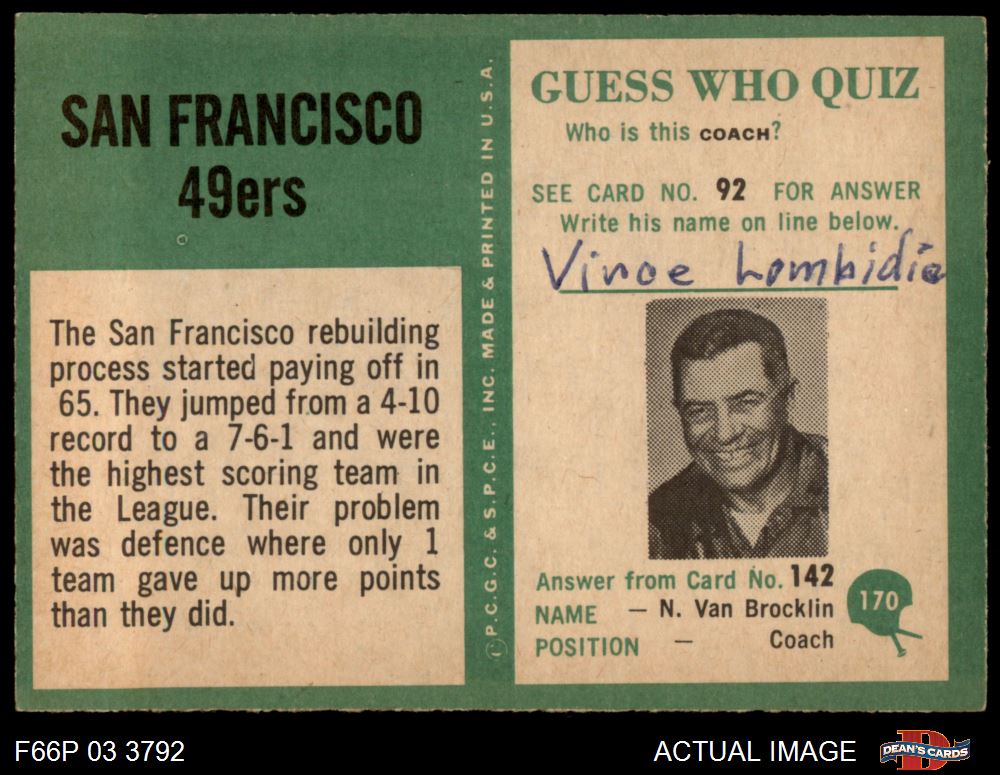 SAN FRANCISCO
49ers
The San Francisco rebuilding
process started paying off in
65. They jumped from a 4-10
record to a 7-6-1 and were
the highest scoring team in
the League. Their problem
was defence where only 1
team gave up more points
than they did.
Ⓟ P.C.G.C. & S.P.C.E., INC. MADE & PRINTED IN U.S.A.
GUESS WHO QUIZ
Who is this COACH?
SEE CARD NO. 92 FOR ANSWER
Write his name on line below.
Vince Lombidia
Answer from Card No. 142
NAME — N. Van Brocklin
POSITION — Coach
170
F66P 03 3792
ACTUAL IMAGE
D
DEAN'S CARDS